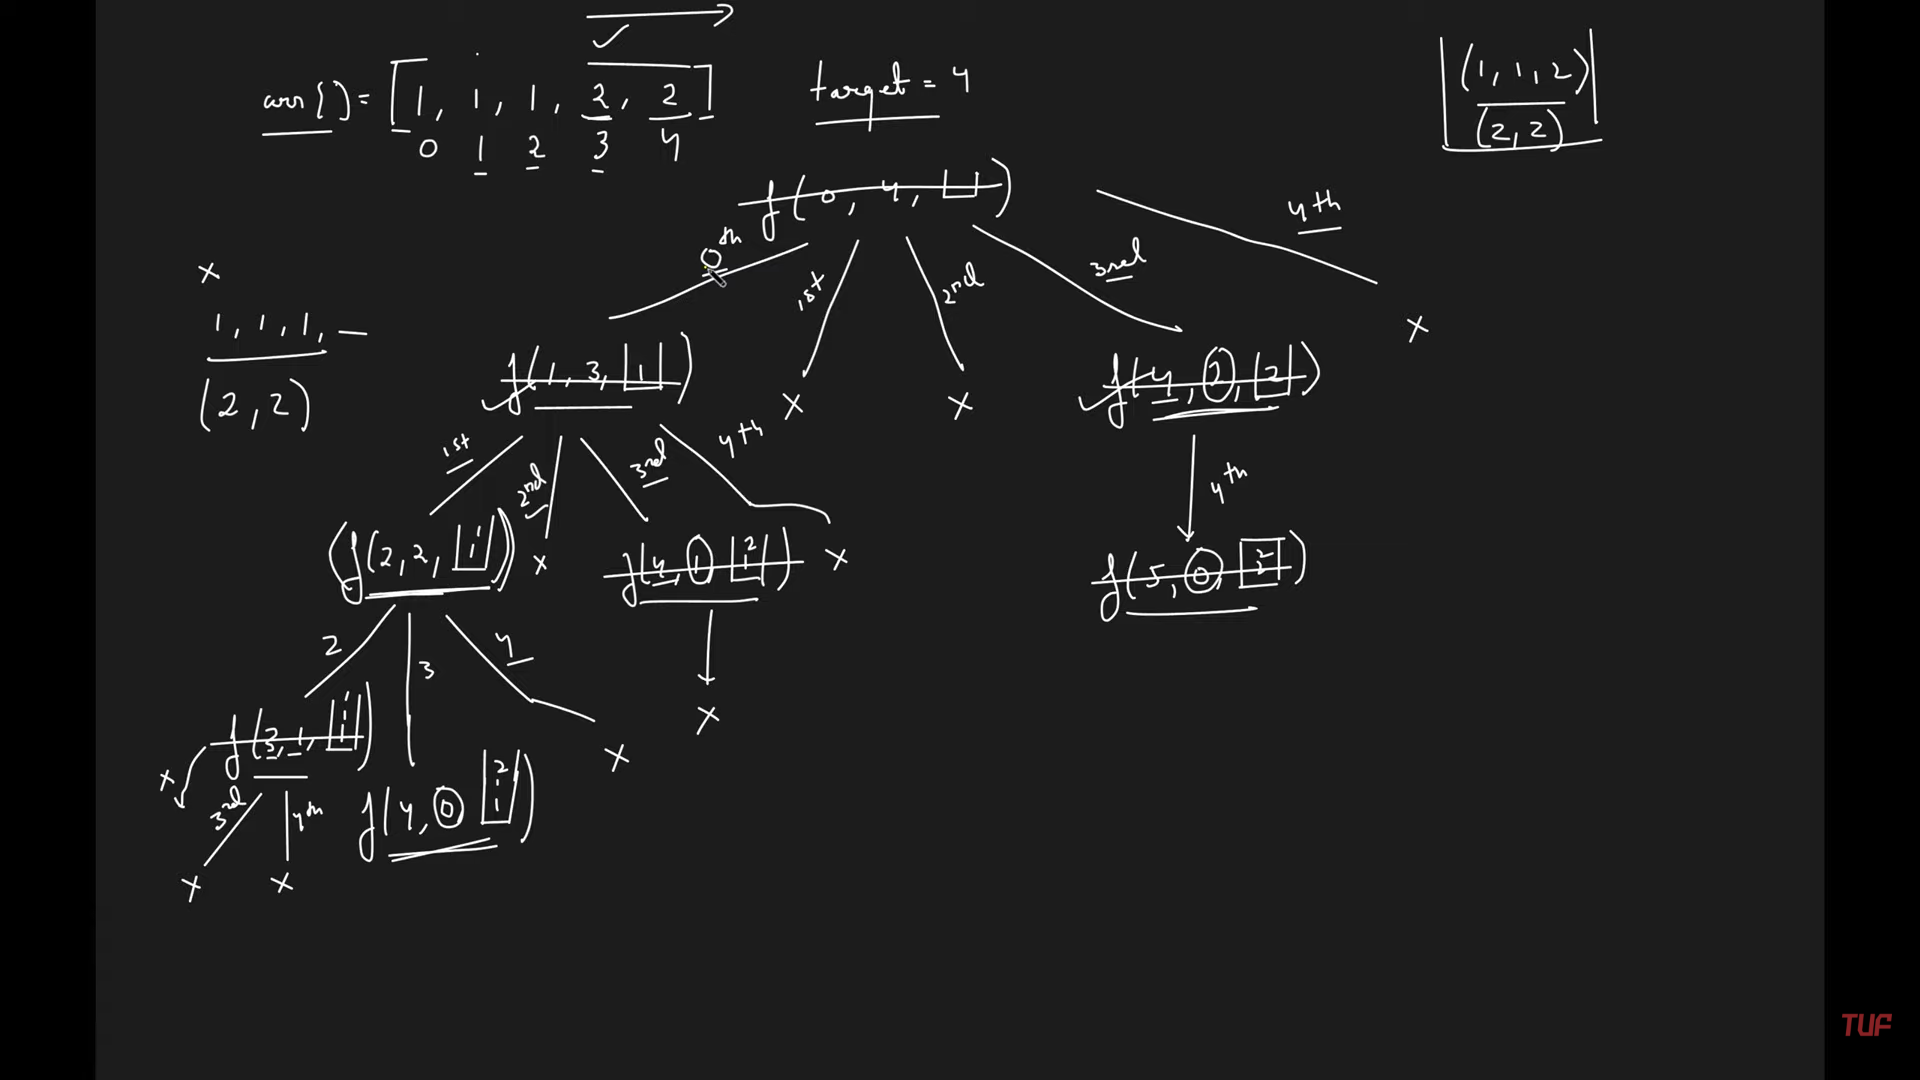 arr[] = [1, 1, 1, 2, 2]
target = 4
0 1 2 3 4
(1, 1, 2)
(2, 2)
f(0, 4, )
0th
1st
2nd
3rd
4th
x
1, 1, 1, _
(2, 2)
f(1, 3, 1)
x
x
f(4, 2, 2)
x
1st
2nd
3rd
4th
4th
f(2, 2, 1 1)
x
f(4, 1 2 1)
x
f(5, 0, 2 2)
2
3
4
x
f(3, 1, 1 1 1)
x
x
3rd
4th
f(4, 0 2 1 1)
x
x
TUF